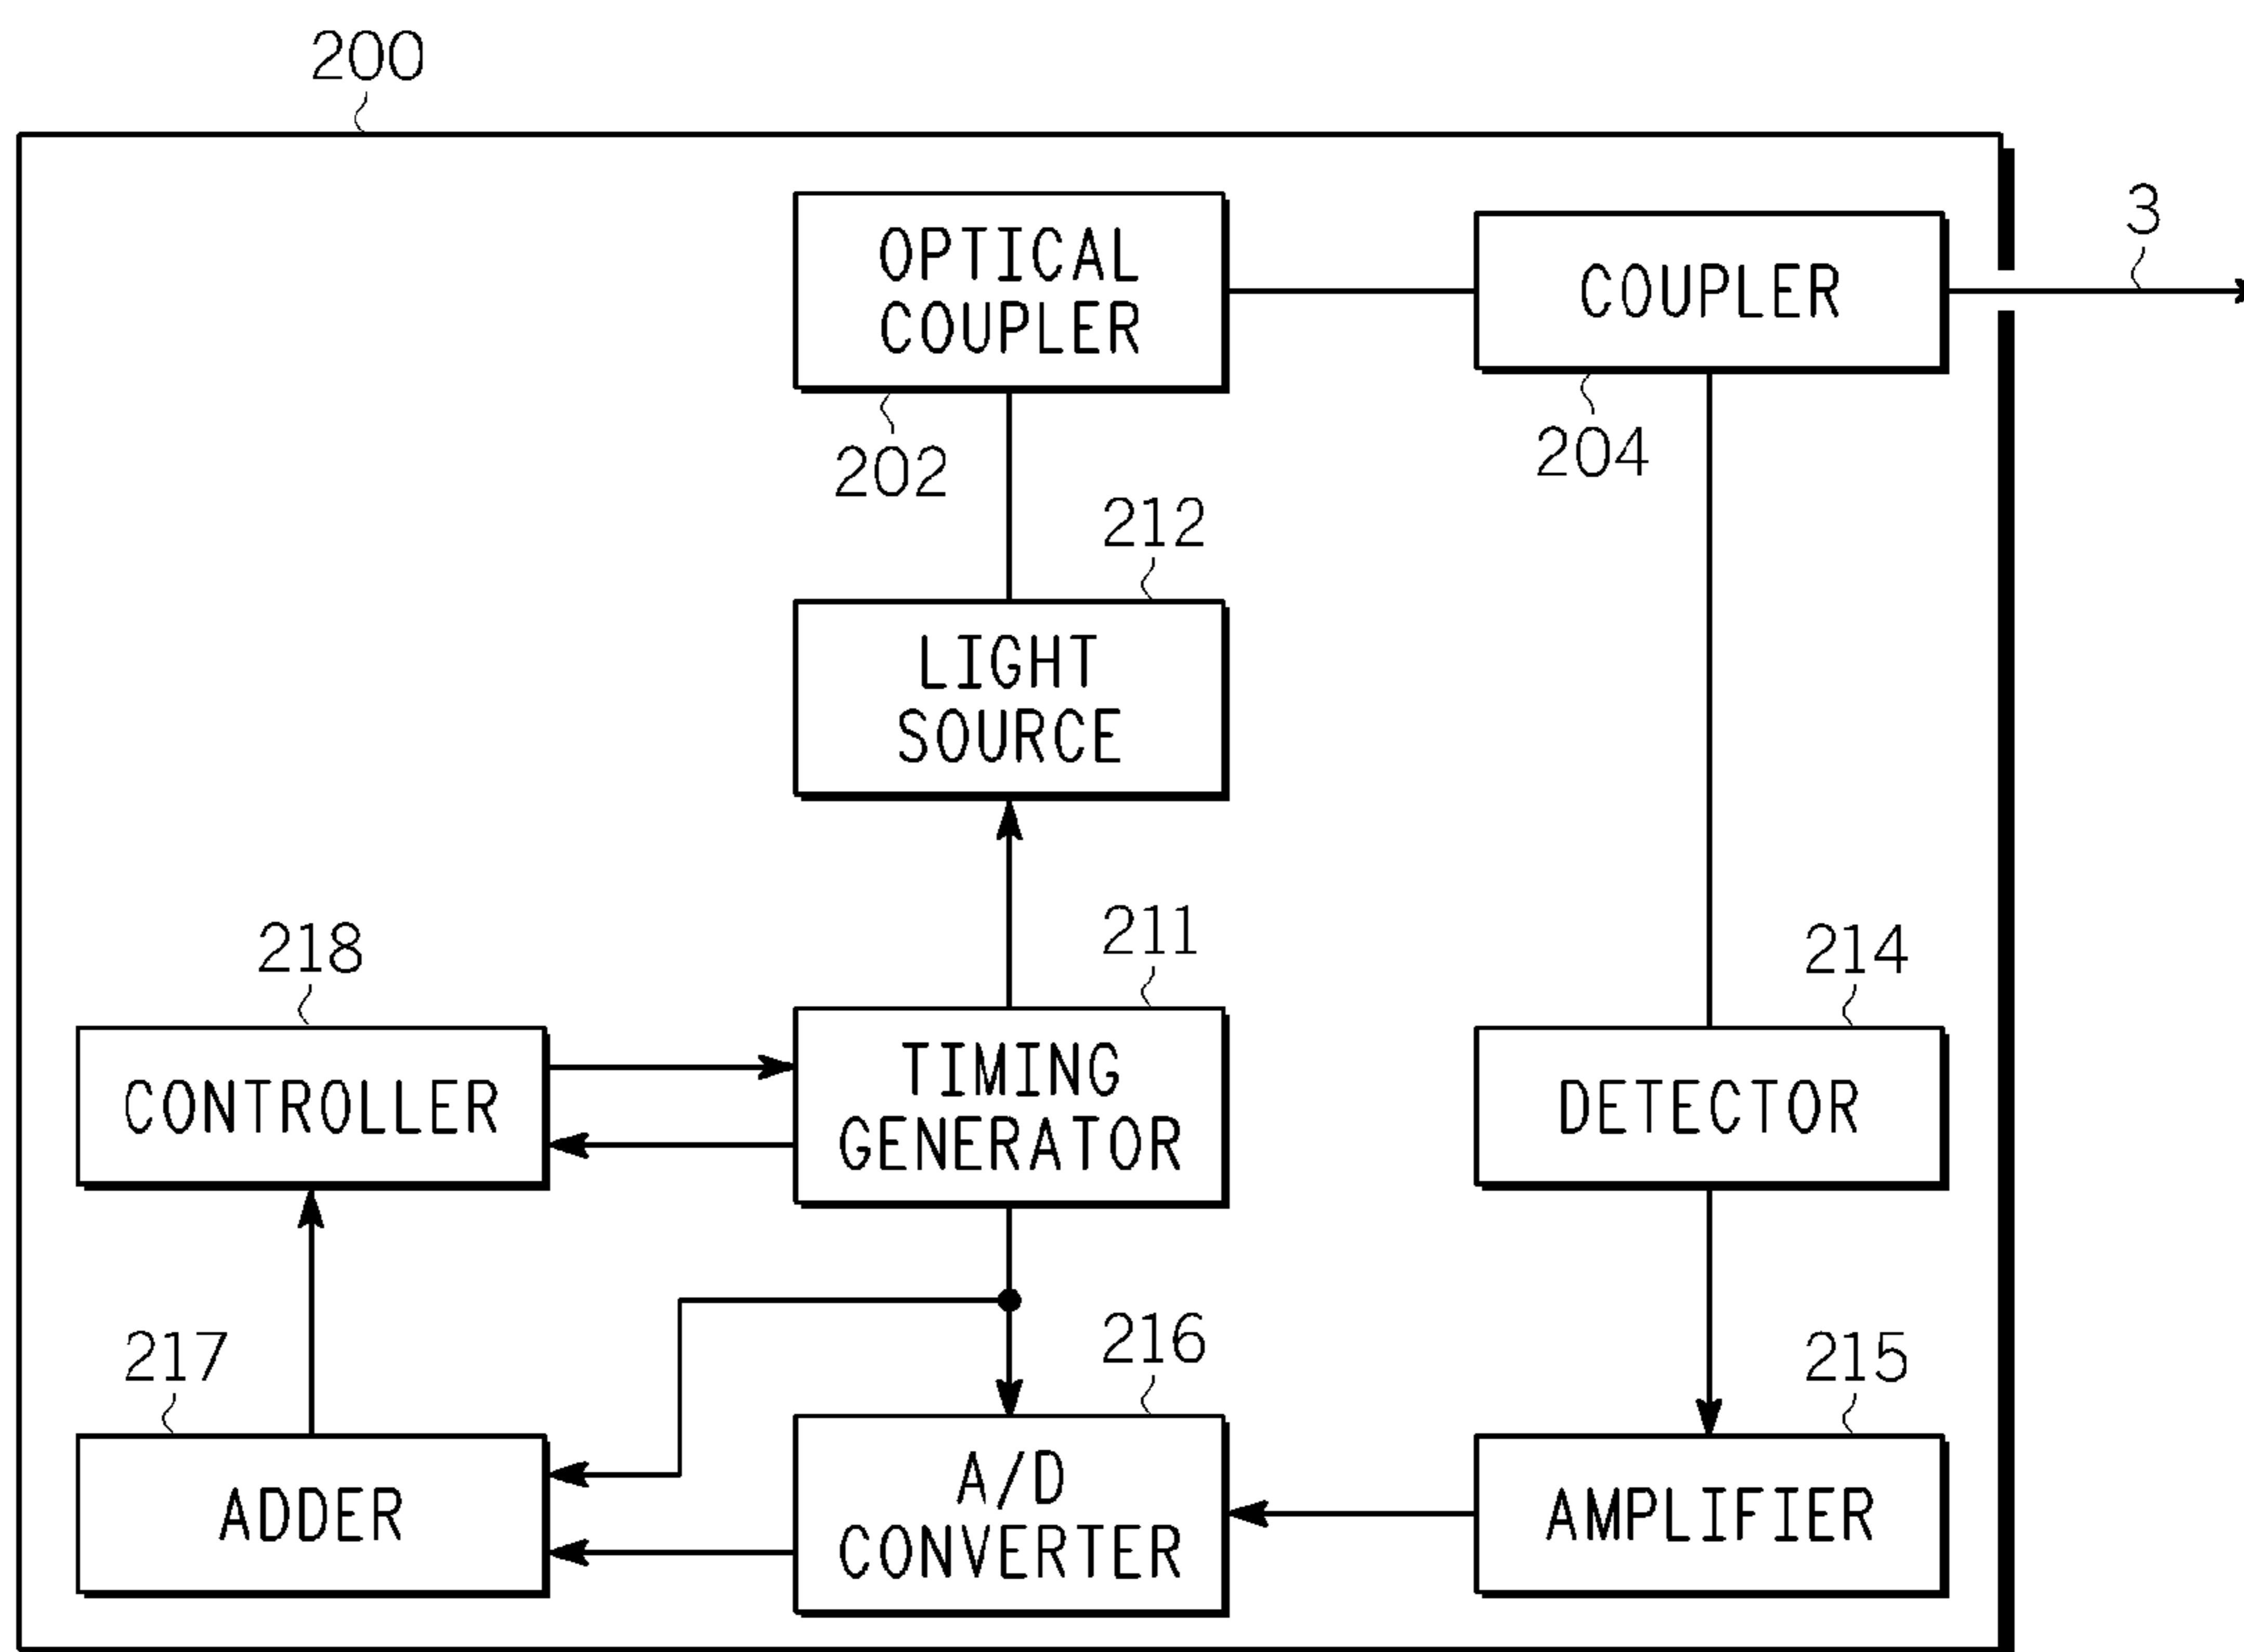 200
3
OPTICAL
COUPLER
COUPLER
202
204
212
LIGHT
SOURCE
218
211
214
CONTROLLER
TIMING
GENERATOR
DETECTOR
217
216
215
ADDER
A/D
CONVERTER
AMPLIFIER